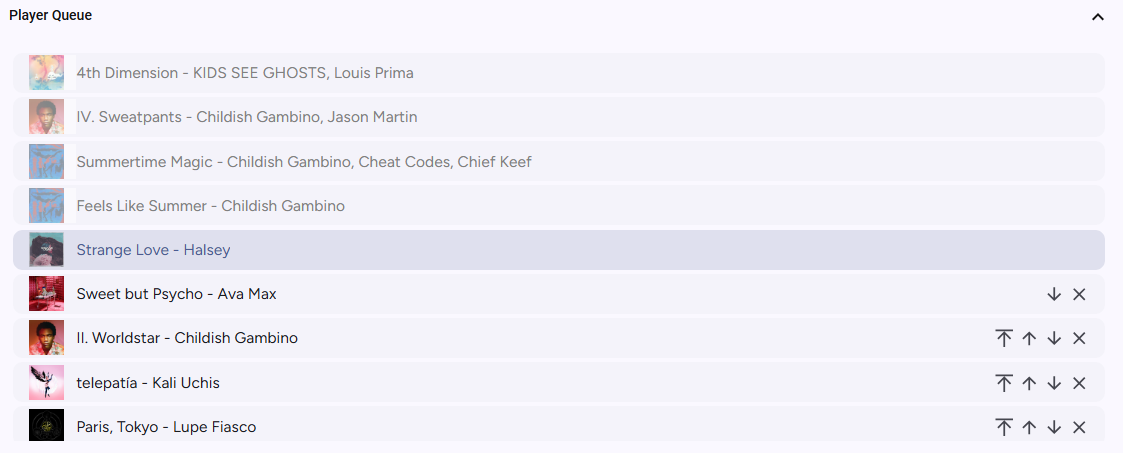 Player Queue
4th Dimension - KIDS SEE GHOSTS, Louis Prima
IV. Sweatpants - Childish Gambino, Jason Martin
Summertime Magic - Childish Gambino, Cheat Codes, Chief Keef
Feels Like Summer - Childish Gambino
Strange Love - Halsey
Sweet but Psycho - Ava Max
II. Worldstar - Childish Gambino
telepatía - Kali Uchis
Paris, Tokyo - Lupe Fiasco